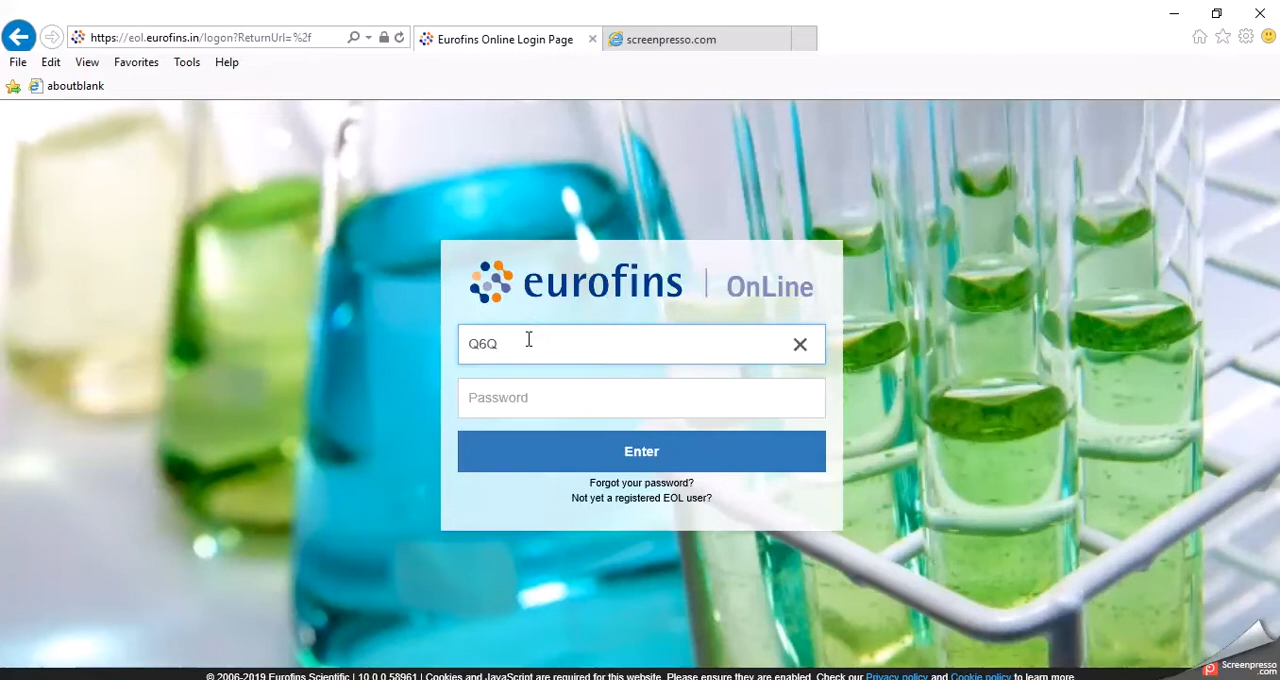 https://eol.eurofins.in/logon?ReturnUrl=%2f
Eurofins Online Login Page
screenpresso.com
File Edit View Favorites Tools Help
aboutblank
eurofins | OnLine
Q6Q
Password
Enter
Forgot your password?
Not yet a registered EOL user?
© 2006-2019 Eurofins Scientific | 10.0.0.58961 | Cookies and JavaScript are required for this website. Please ensure they are enabled. Check our Privacy policy and Cookie policy to learn more.
Screenpresso
.com